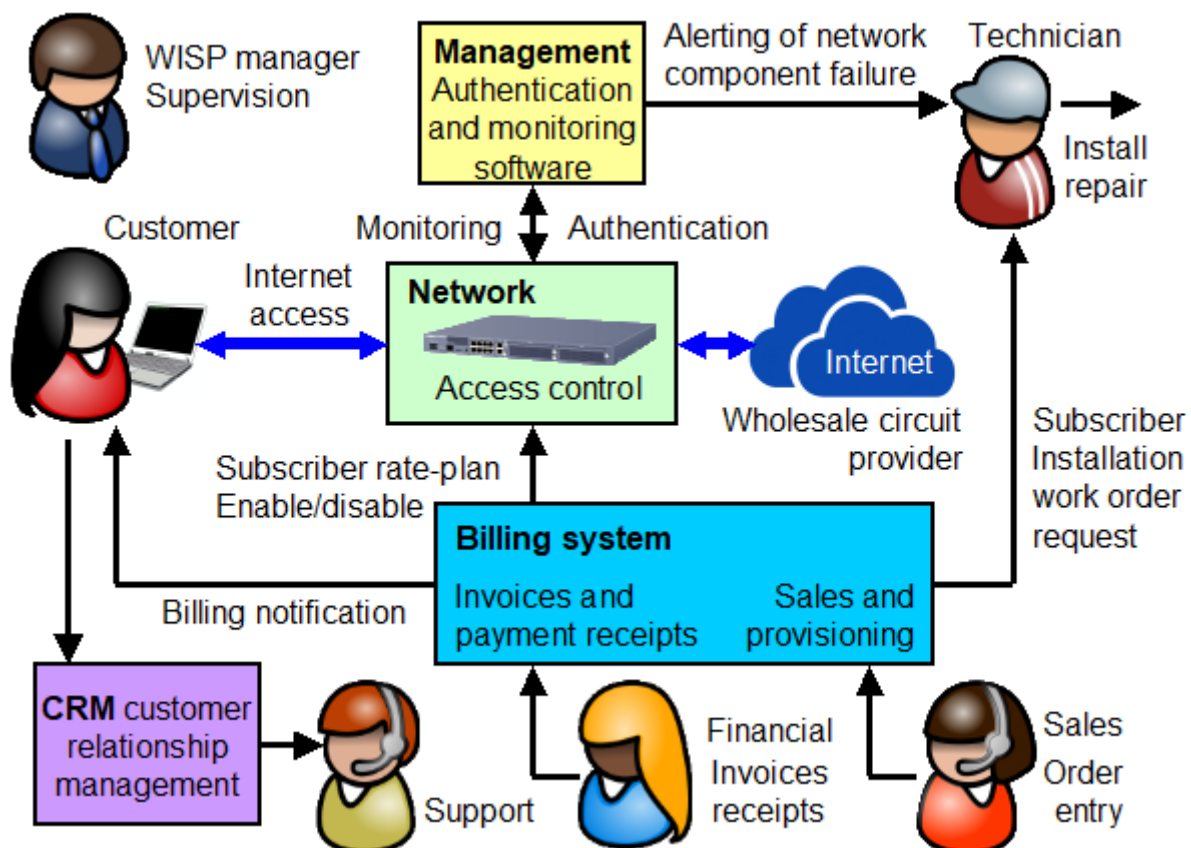 WISP manager
Supervision
Management
Authentication
and monitoring
software
Alerting of network
component failure
Technician
Install
repair
Customer
Monitoring
Authentication
Internet
access
Network
Access control
Internet
Wholesale circuit
provider
Subscriber
Installation
work order
request
Subscriber rate-plan
Enable/disable
Billing system
Invoices and
payment receipts
Sales and
provisioning
Billing notification
CRM customer
relationship
management
Support
Financial
Invoices
receipts
Sales
Order
entry